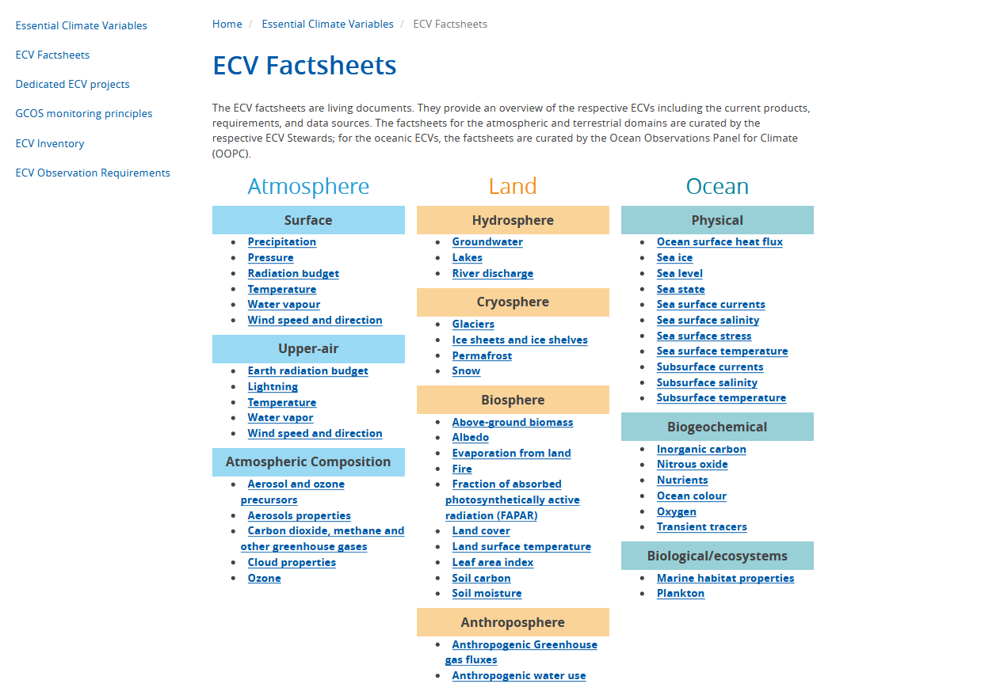 Essential Climate Variables
ECV Factsheets
Dedicated ECV projects
GCOS monitoring principles
ECV Inventory
ECV Observation Requirements
Home / Essential Climate Variables / ECV Factsheets
ECV Factsheets
The ECV factsheets are living documents. They provide an overview of the respective ECVs including the current products,
requirements, and data sources. The factsheets for the atmospheric and terrestrial domains are curated by the
respective ECV Stewards; for the oceanic ECVs, the factsheets are curated by the Ocean Observations Panel for Climate
(OOPC).
Atmosphere
Surface
Precipitation
Pressure
Radiation budget
Temperature
Water vapour
Wind speed and direction
Upper-air
Earth radiation budget
Lightning
Temperature
Water vapor
Wind speed and direction
Atmospheric Composition
Aerosol and ozone
precursors
Aerosols properties
Carbon dioxide, methane and
other greenhouse gases
Cloud properties
Ozone
Land
Hydrosphere
Groundwater
Lakes
River discharge
Cryosphere
Glaciers
Ice sheets and ice shelves
Permafrost
Snow
Biosphere
Above-ground biomass
Albedo
Evaporation from land
Fire
Fraction of absorbed
photosynthetically active
radiation (FAPAR)
Land cover
Land surface temperature
Leaf area index
Soil carbon
Soil moisture
Anthroposphere
Anthropogenic Greenhouse
gas fluxes
Anthropogenic water use
Ocean
Physical
Ocean surface heat flux
Sea ice
Sea level
Sea state
Sea surface currents
Sea surface salinity
Sea surface stress
Sea surface temperature
Subsurface currents
Subsurface salinity
Subsurface temperature
Biogeochemical
Inorganic carbon
Nitrous oxide
Nutrients
Ocean colour
Oxygen
Transient tracers
Biological/ecosystems
Marine habitat properties
Plankton